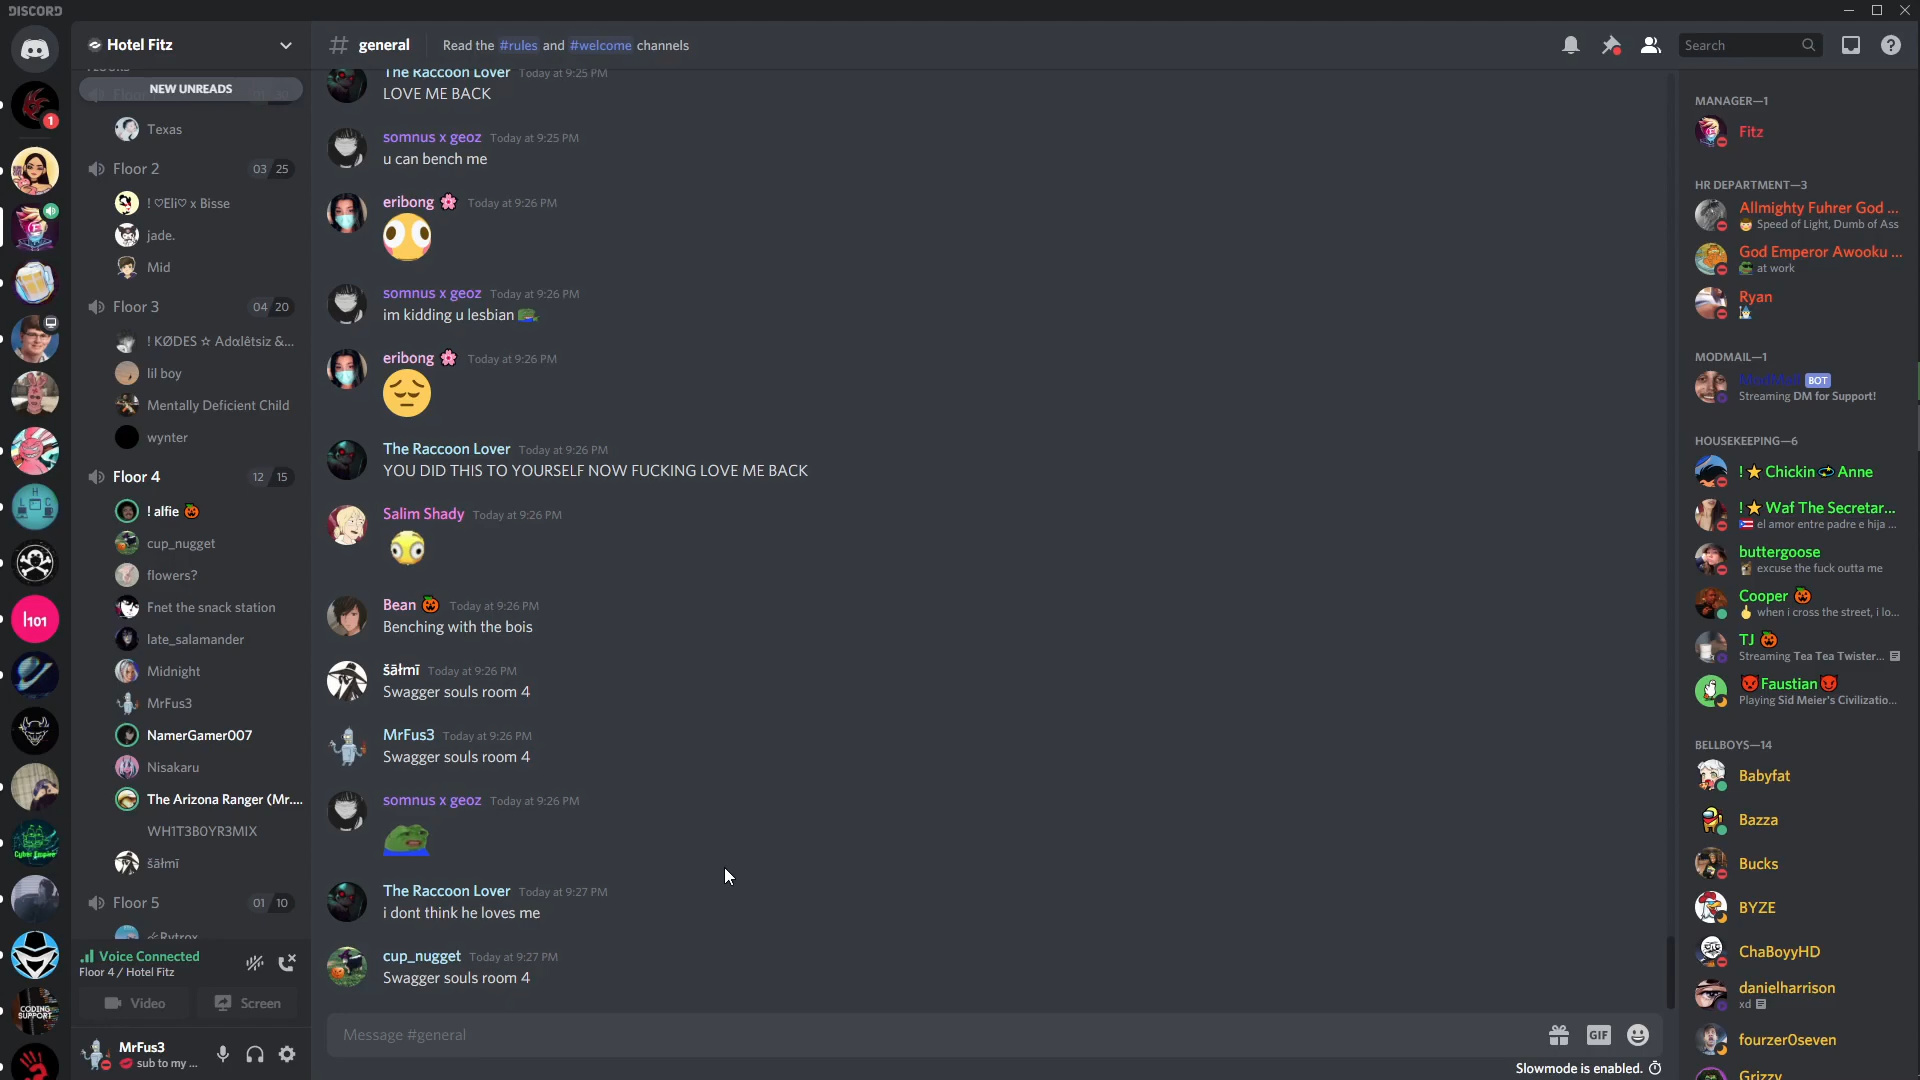 DISCORD
Hotel Fitz
NEW UNREADS
Texas
Floor 2 03 25
! ♡Eli♡ x Bisse
jade.
Mid
Floor 3 04 20
! KØDES ☆ Adαlêtsiz &...
lil boy
Mentally Deficient Child
wynter
Floor 4 12 15
! alfie 🎃
cup_nugget
flowers?
Fnet the snack station
late_salamander
Midnight
MrFus3
NamerGamer007
Nisakaru
The Arizona Ranger (Mr....
WH1T3B0YR3MIX
šāłmī
Floor 5 01 10
Voice Connected
Floor 4 / Hotel Fitz
Video Screen
MrFus3
💋 sub to my ...
1
h101
Cyber Empire
CODING
SUPPORT
# general Read the #rules and #welcome channels
Search
The Raccoon Lover Today at 9:25 PM
LOVE ME BACK
somnus x geoz Today at 9:25 PM
u can bench me
eribong 🌸 Today at 9:26 PM
somnus x geoz Today at 9:26 PM
im kidding u lesbian
eribong 🌸 Today at 9:26 PM
😔
The Raccoon Lover Today at 9:26 PM
YOU DID THIS TO YOURSELF NOW FUCKING LOVE ME BACK
Salim Shady Today at 9:26 PM
Bean 🎃 Today at 9:26 PM
Benching with the bois
šāłmī Today at 9:26 PM
Swagger souls room 4
MrFus3 Today at 9:26 PM
Swagger souls room 4
somnus x geoz Today at 9:26 PM
The Raccoon Lover Today at 9:27 PM
i dont think he loves me
cup_nugget Today at 9:27 PM
Swagger souls room 4
Message #general
GIF
Slowmode is enabled.
MANAGER—1
Fitz
HR DEPARTMENT—3
Allmighty Fuhrer God ...
Speed of Light, Dumb of Ass
God Emperor Awooku ...
at work
Ryan
MODMAIL—1
ModMail BOT
Streaming DM for Support!
HOUSEKEEPING—6
! ⭐ Chickin 💫 Anne
! ⭐ Waf The Secretar...
🇵🇷 el amor entre padre e hija ...
buttergoose
excuse the fuck outta me
Cooper 🎃
when i cross the street, i lo...
TJ 🎃
Streaming Tea Tea Twister...
👿Faustian😈
Playing Sid Meier's Civilizatio...
BELLBOYS—14
Babyfat
Bazza
Bucks
BYZE
ChaBoyyHD
danielharrison
xd
fourzer0seven
Grizzy